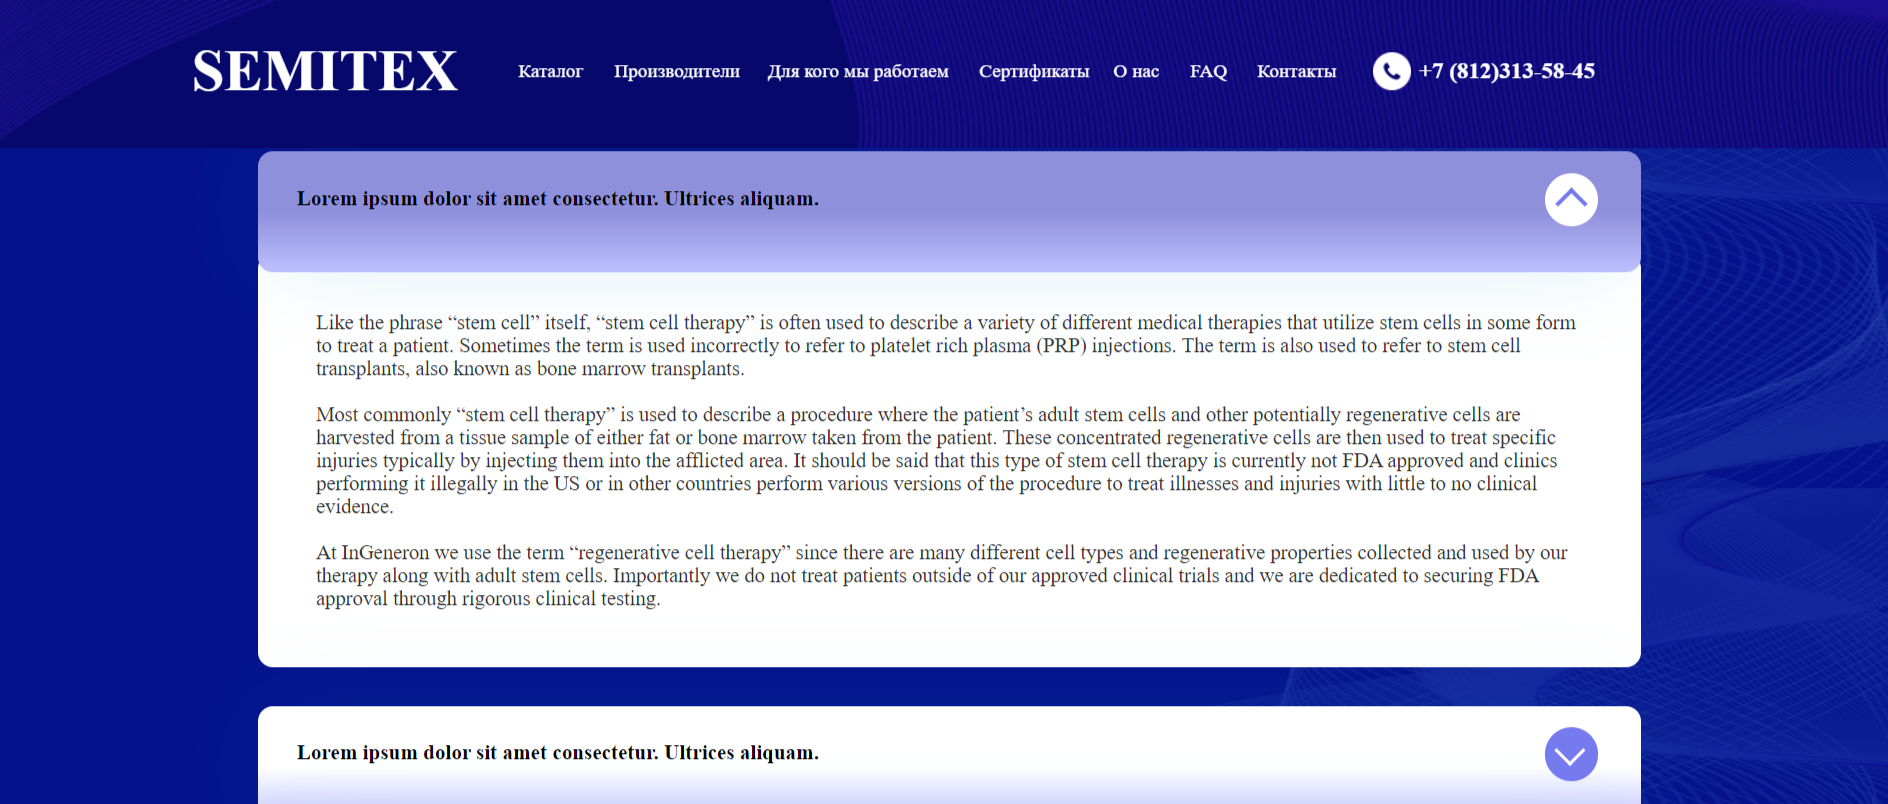 SEMITEX
Каталог
Производители
Для кого мы работаем
Сертификаты
О нас
FAQ
Контакты
+7 (812)313-58-45
Lorem ipsum dolor sit amet consectetur. Ultrices aliquam.
Like the phrase “stem cell” itself, “stem cell therapy” is often used to describe a variety of different medical therapies that utilize stem cells in some form
to treat a patient. Sometimes the term is used incorrectly to refer to platelet rich plasma (PRP) injections. The term is also used to refer to stem cell
transplants, also known as bone marrow transplants.
Most commonly “stem cell therapy” is used to describe a procedure where the patient’s adult stem cells and other potentially regenerative cells are
harvested from a tissue sample of either fat or bone marrow taken from the patient. These concentrated regenerative cells are then used to treat specific
injuries typically by injecting them into the afflicted area. It should be said that this type of stem cell therapy is currently not FDA approved and clinics
performing it illegally in the US or in other countries perform various versions of the procedure to treat illnesses and injuries with little to no clinical
evidence.
At InGeneron we use the term “regenerative cell therapy” since there are many different cell types and regenerative properties collected and used by our
therapy along with adult stem cells. Importantly we do not treat patients outside of our approved clinical trials and we are dedicated to securing FDA
approval through rigorous clinical testing.
Lorem ipsum dolor sit amet consectetur. Ultrices aliquam.